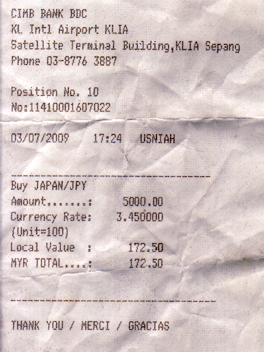 CIMB BANK BDC
KL Intl Airport KLIA
Satellite Terminal Building,KLIA Sepang
Phone 03-8776 3887
Position No. 10
No:11410001607022
03/07/2009 17:24 USNIAH
----------------------------------
Buy JAPAN/JPY
Amount.......: 5000.00
Currency Rate: 3.450000
(Unit=100)
Local Value : 172.50
MYR TOTAL....: 172.50
----------------------------------
THANK YOU / MERCI / GRACIAS